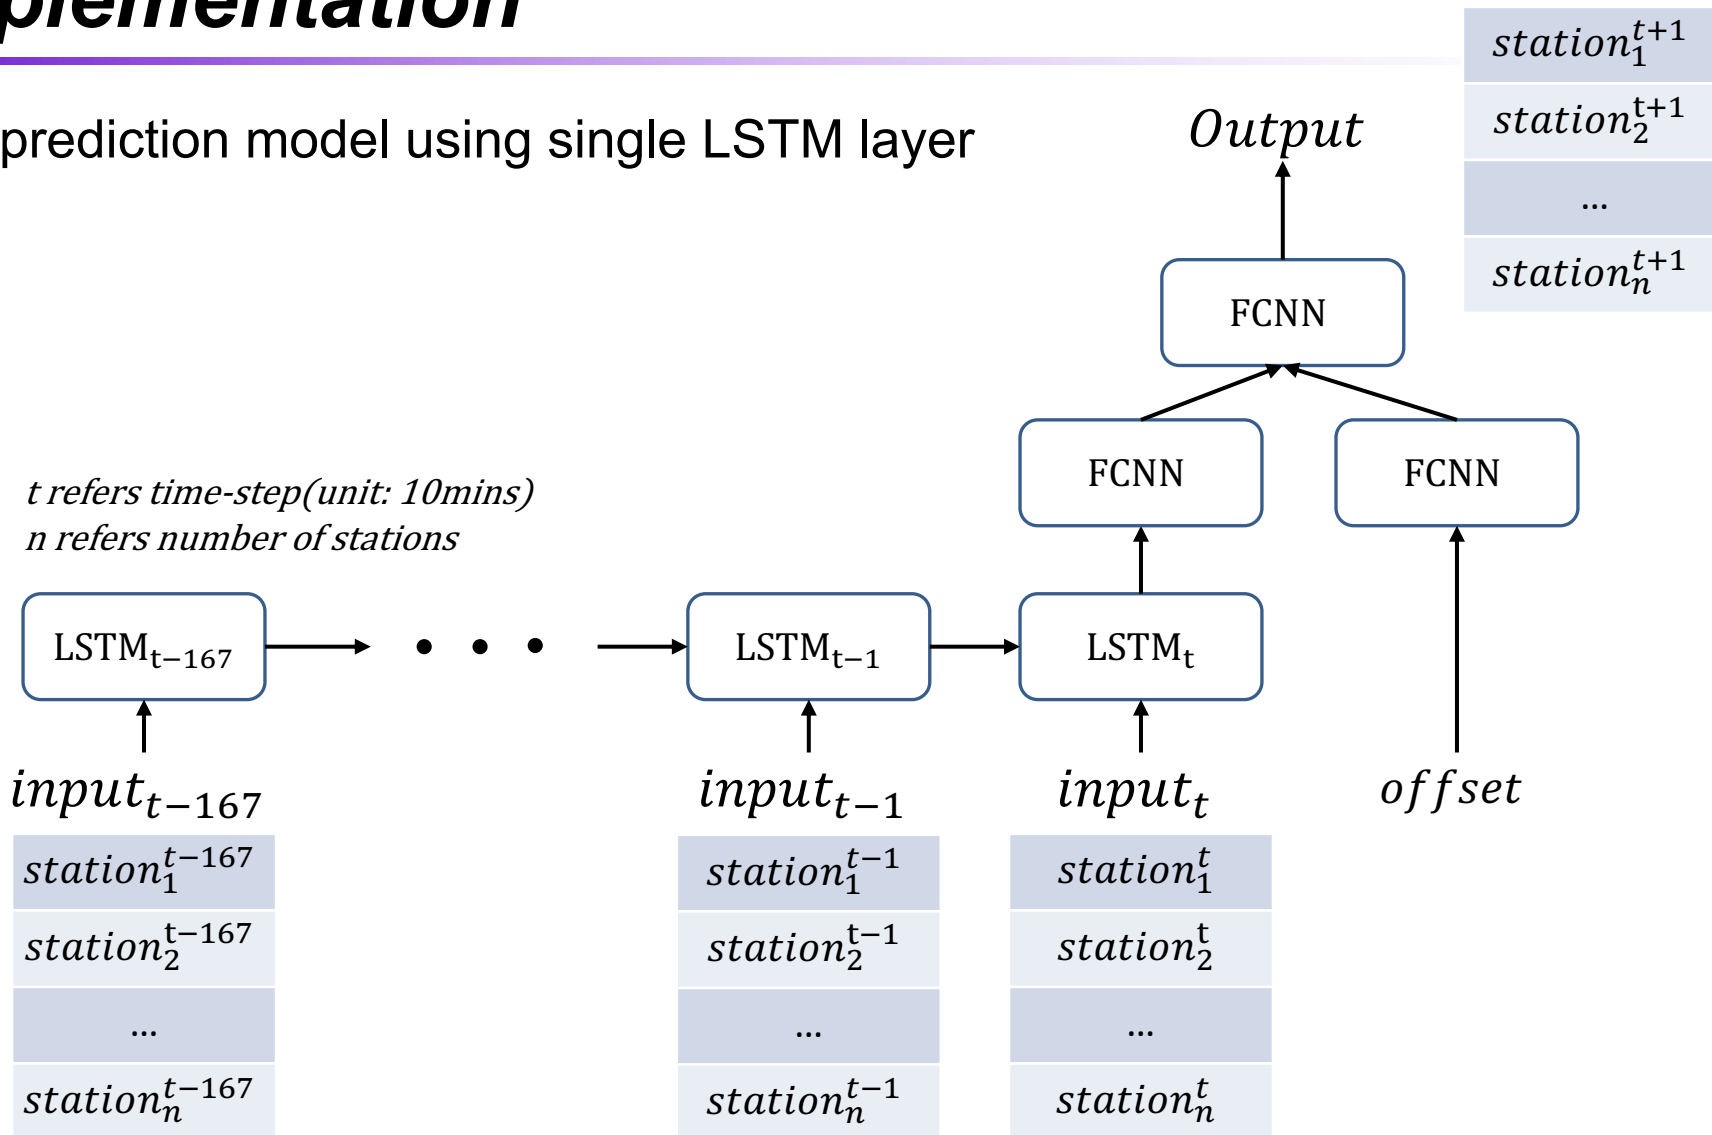 plementation
prediction model using single LSTM layer
Output
station₁ᵗ⁺¹
station₂ᵗ⁺¹
...
stationₙᵗ⁺¹
FCNN
FCNN
FCNN
t refers time-step(unit: 10mins)
n refers number of stations
LSTMₜ₋₁₆₇
• • •
LSTMₜ₋₁
LSTMₜ
inputₜ₋₁₆₇
inputₜ₋₁
inputₜ
offset
station₁ᵗ⁻¹⁶⁷
station₂ᵗ⁻¹⁶⁷
...
stationₙᵗ⁻¹⁶⁷
station₁ᵗ⁻¹
station₂ᵗ⁻¹
...
stationₙᵗ⁻¹
station₁ᵗ
station₂ᵗ
...
stationₙᵗ